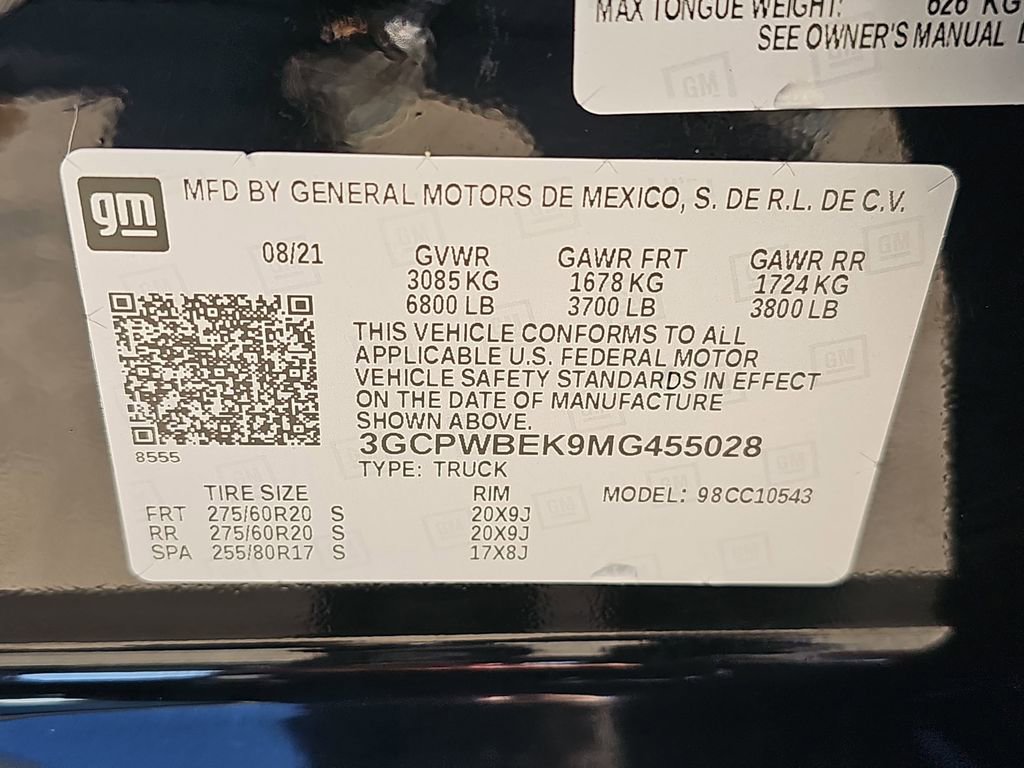 MAX TONGUE WEIGHT: 626 KG
SEE OWNER'S MANUAL
gm
MFD BY GENERAL MOTORS DE MEXICO, S. DE R.L. DE C.V.
08/21 GVWR GAWR FRT GAWR RR
3085 KG 1678 KG 1724 KG
6800 LB 3700 LB 3800 LB
THIS VEHICLE CONFORMS TO ALL
APPLICABLE U.S. FEDERAL MOTOR
VEHICLE SAFETY STANDARDS IN EFFECT
ON THE DATE OF MANUFACTURE
SHOWN ABOVE.
3GCPWBEK9MG455028
8555
TYPE: TRUCK
TIRE SIZE RIM MODEL: 98CC10543
FRT 275/60R20 S 20X9J
RR 275/60R20 S 20X9J
SPA 255/80R17 S 17X8J